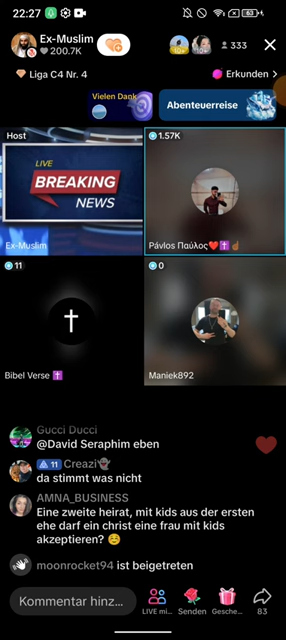 22:27
63
Ex-Muslim
200.7K
10
10
333
Liga C4 Nr. 4
Erkunden >
Vielen Dank
Abenteuerreise
Host
1.57K
LIVE
BREAKING
NEWS
Ex-Muslim
Pávlos Παύλος❤️✝️☝🏽
11
0
Bibel Verse ✝️
Maniek892
Gucci Ducci
@David Seraphim eben
11 Creazi👻
da stimmt was nicht
AMNA_BUSINESS
Eine zweite heirat, mit kids aus der ersten
ehe darf ein christ eine frau mit kids
akzeptieren? ☺️
moonrocket94 ist beigetreten
Kommentar hinz...
LIVE mi...
Senden
Gesche...
83